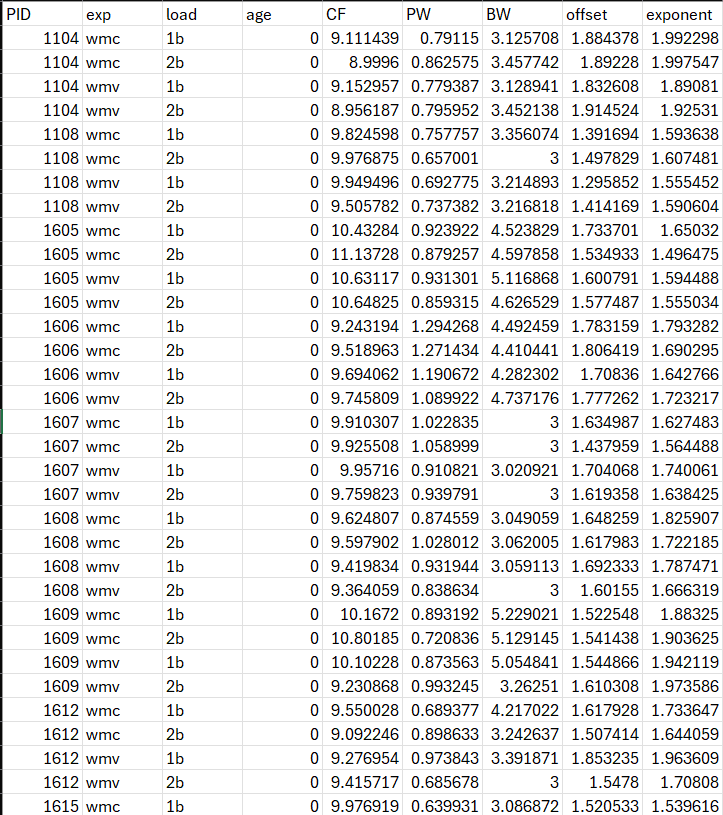 PID exp load age CF PW BW offset exponent
1104 wmc 1b 0 9.111439 0.79115 3.125708 1.884378 1.992298
1104 wmc 2b 0 8.9996 0.862575 3.457742 1.89228 1.997547
1104 wmv 1b 0 9.152957 0.779387 3.128941 1.832608 1.89081
1104 wmv 2b 0 8.956187 0.795952 3.452138 1.914524 1.92531
1108 wmc 1b 0 9.824598 0.757757 3.356074 1.391694 1.593638
1108 wmc 2b 0 9.976875 0.657001 3 1.497829 1.607481
1108 wmv 1b 0 9.949496 0.692775 3.214893 1.295852 1.555452
1108 wmv 2b 0 9.505782 0.737382 3.216818 1.414169 1.590604
1605 wmc 1b 0 10.43284 0.923922 4.523829 1.733701 1.65032
1605 wmc 2b 0 11.13728 0.879257 4.597858 1.534933 1.496475
1605 wmv 1b 0 10.63117 0.931301 5.116868 1.600791 1.594488
1605 wmv 2b 0 10.64825 0.859315 4.626529 1.577487 1.555034
1606 wmc 1b 0 9.243194 1.294268 4.492459 1.783159 1.793282
1606 wmc 2b 0 9.518963 1.271434 4.410441 1.806419 1.690295
1606 wmv 1b 0 9.694062 1.190672 4.282302 1.70836 1.642766
1606 wmv 2b 0 9.745809 1.089922 4.737176 1.777262 1.723217
1607 wmc 1b 0 9.910307 1.022835 3 1.634987 1.627483
1607 wmc 2b 0 9.925508 1.058999 3 1.437959 1.564488
1607 wmv 1b 0 9.95716 0.910821 3.020921 1.704068 1.740061
1607 wmv 2b 0 9.759823 0.939791 3 1.619358 1.638425
1608 wmc 1b 0 9.624807 0.874559 3.049059 1.648259 1.825907
1608 wmc 2b 0 9.597902 1.028012 3.062005 1.617983 1.722185
1608 wmv 1b 0 9.419834 0.931944 3.059113 1.692333 1.787471
1608 wmv 2b 0 9.364059 0.838634 3 1.60155 1.666319
1609 wmc 1b 0 10.1672 0.893192 5.229021 1.522548 1.88325
1609 wmc 2b 0 10.80185 0.720836 5.129145 1.541438 1.903625
1609 wmv 1b 0 10.10228 0.873563 5.054841 1.544866 1.942119
1609 wmv 2b 0 9.230868 0.993245 3.26251 1.610308 1.973586
1612 wmc 1b 0 9.550028 0.689377 4.217022 1.617928 1.733647
1612 wmc 2b 0 9.092246 0.898633 3.242637 1.507414 1.644059
1612 wmv 1b 0 9.276954 0.973843 3.391871 1.853235 1.963609
1612 wmv 2b 0 9.415717 0.685678 3 1.5478 1.70808
1615 wmc 1b 0 9.976919 0.639931 3.086872 1.520533 1.539616